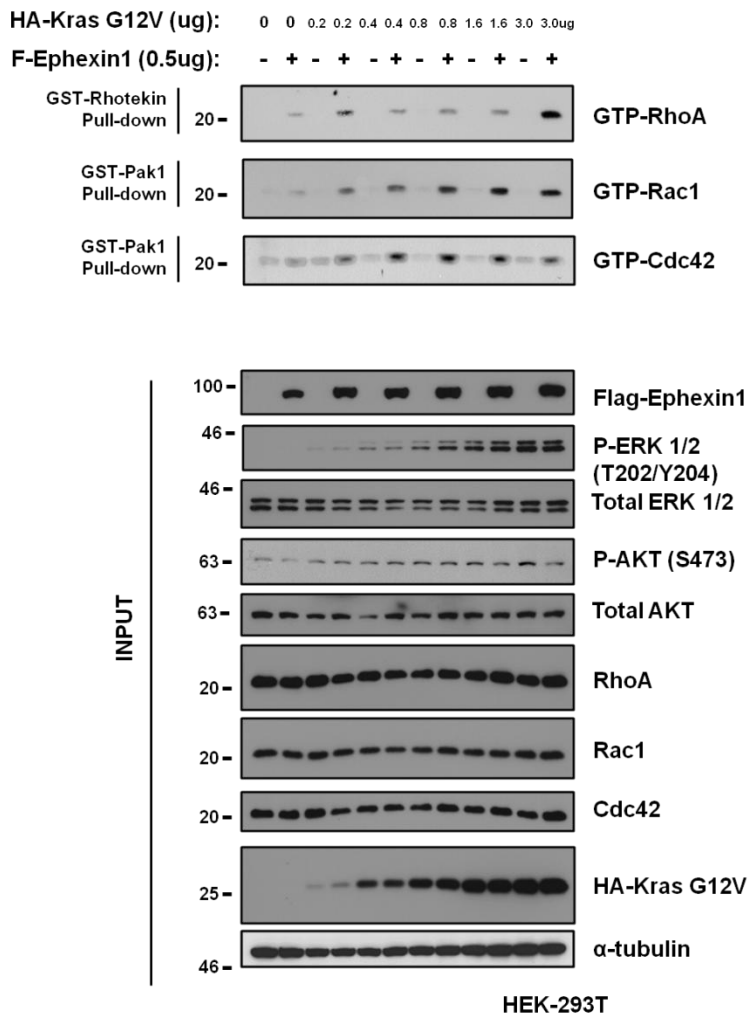 HA-Kras G12V (ug): 0 0 0.2 0.2 0.4 0.4 0.8 0.8 1.6 1.6 3.0 3.0ug
F-Ephexin1 (0.5ug): - + - + - + - + - + - +
GST-Rhotekin
Pull-down
20
GTP-RhoA
GST-Pak1
Pull-down
20
GTP-Rac1
GST-Pak1
Pull-down
20
GTP-Cdc42
INPUT
100
Flag-Ephexin1
46
P-ERK 1/2
(T202/Y204)
46
Total ERK 1/2
63
P-AKT (S473)
63
Total AKT
20
RhoA
20
Rac1
20
Cdc42
25
HA-Kras G12V
46
α-tubulin
HEK-293T